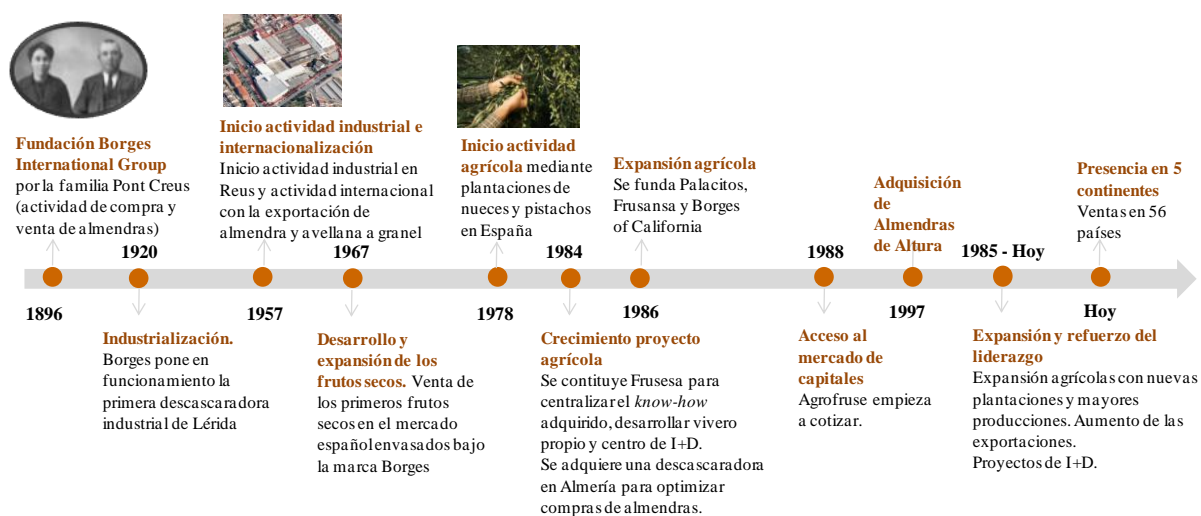 Fundación Borges
International Group
por la familia Pont Creus
(actividad de compra y
venta de almendras)
1896
1920
Industrialización.
Borges pone en
funcionamiento la
primera descascaradora
industrial de Lérida
Inicio actividad industrial e
internacionalización
Inicio actividad industrial en
Reus y actividad internacional
con la exportación de
almendra y avellana a granel
1957
1967
Desarrollo y
expansión de los
frutos secos. Venta de
los primeros frutos
secos en el mercado
español envasados bajo
la marca Borges
Inicio actividad
agrícola mediante
plantaciones de
nueces y pistachos
en España
1978
1984
Crecimiento proyecto
agrícola
Se contituye Frusesa para
centralizar el know-how
adquirido, desarrollar vivero
propio y centro de I+D.
Se adquiere una descascaradora
en Almería para optimizar
compras de almendras.
Expansión agrícola
Se funda Palacitos,
Frusansa y Borges
of California
1986
1988
Acceso al
mercado de
capitales
Agrofruse empieza
a cotizar.
Adquisición
de
Almendras
de Altura
1997
1985 - Hoy
Expansión y refuerzo del
liderazgo
Expansión agrícolas con nuevas
plantaciones y mayores
producciones. Aumento de las
exportaciones.
Proyectos de I+D.
Presencia en 5
continentes
Ventas en 56
países
Hoy